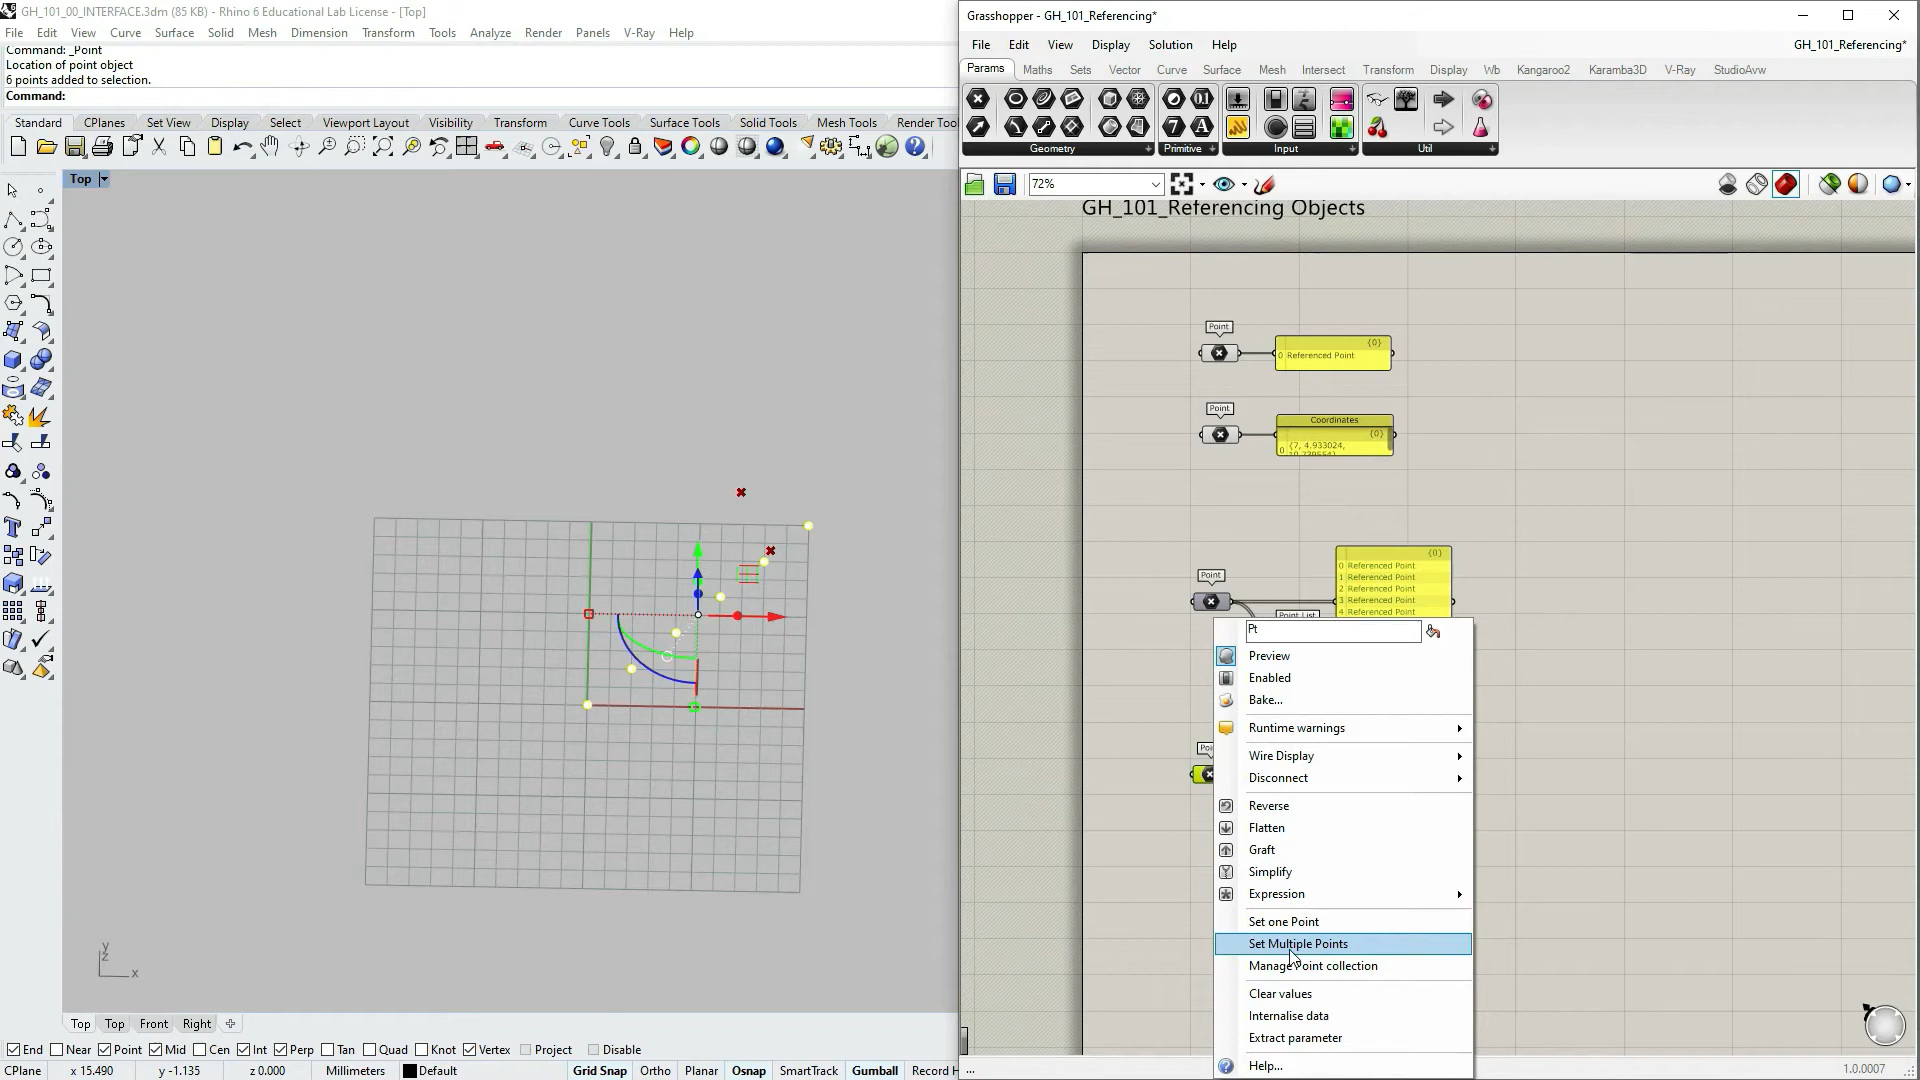 GH_101_00_INTERFACE.3dm (85 KB) - Rhino 6 Educational Lab License - [Top]
File Edit View Curve Surface Solid Mesh Dimension Transform Tools Analyze Render Panels V-Ray Help
Command: _Point
Location of point object
6 points added to selection.
Command:
Standard CPlanes Set View Display Select Viewport Layout Visibility Transform Curve Tools Surface Tools Solid Tools Mesh Tools Render Too
Top
y
z
x
Top Top Front Right
End Near Point Mid Cen Int Perp Tan Quad Knot Vertex Project Disable
CPlane x 15.490 y -1.135 z 0.000 Millimeters Default Grid Snap Ortho Planar Osnap SmartTrack Gumball Record H
Grasshopper - GH_101_Referencing*
File Edit View Display Solution Help GH_101_Referencing*
Params Maths Sets Vector Curve Surface Mesh Intersect Transform Display Wb Kangaroo2 Karamba3D V-Ray StudioAvw
Geometry Primitive Input Util
72%
GH_101_Referencing Objects
Point
{0}
0 Referenced Point
Point
Coordinates
{0}
0 {7, 4.933024,
10.739554}
Point
{0}
0 Referenced Point
1 Referenced Point
2 Referenced Point
3 Referenced Point
4 Referenced Point
Point List
Poi
Pt
Preview
Enabled
Bake...
Runtime warnings
Wire Display
Disconnect
Reverse
Flatten
Graft
Simplify
Expression
Set one Point
Set Multiple Points
Manage Point collection
Clear values
Internalise data
Extract parameter
Help...
...
1.0.0007